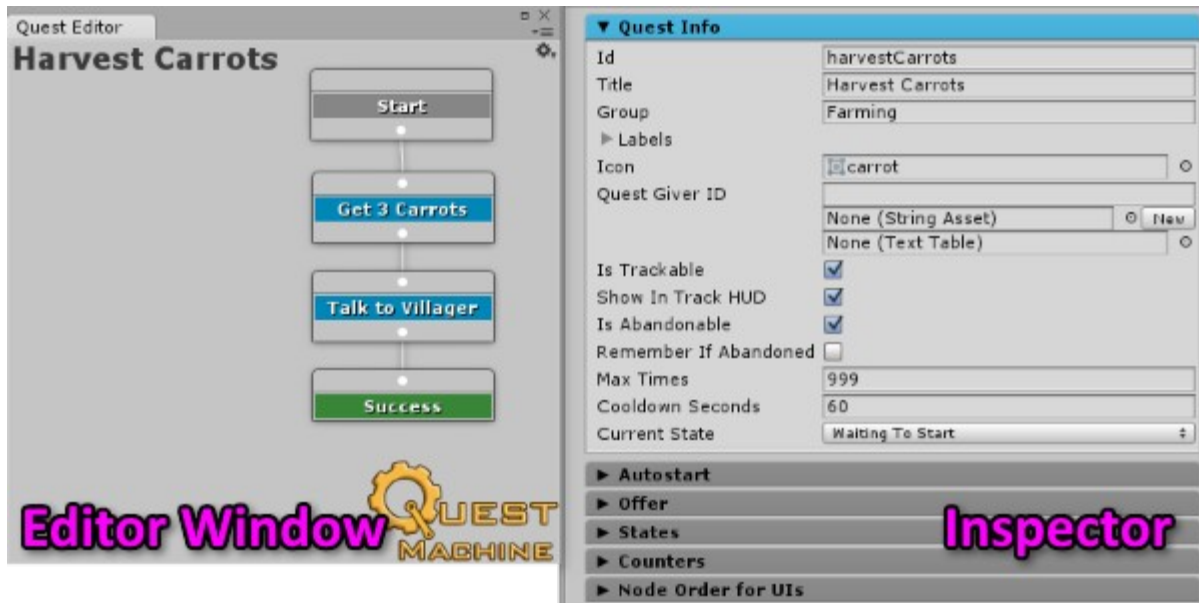 Quest Editor
Harvest Carrots
Start
Get 3 Carrots
Talk to Villager
Success
Editor Window
QUEST
MACHINE
▼ Quest Info
Id harvestCarrots
Title Harvest Carrots
Group Farming
▶ Labels
Icon carrot
Quest Giver ID
None (String Asset) New
None (Text Table)
Is Trackable
Show In Track HUD
Is Abandonable
Remember If Abandoned
Max Times 999
Cooldown Seconds 60
Current State Waiting To Start
▶ Autostart
▶ Offer
▶ States
▶ Counters
▶ Node Order for UIs
Inspector